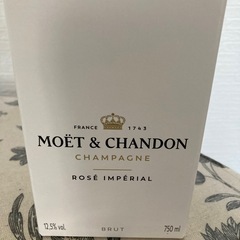 FRANCE 1743
MOËT & CHANDON
CHAMPAGNE
ROSÉ IMPÉRIAL
12,5% vol. BRUT 750 ml